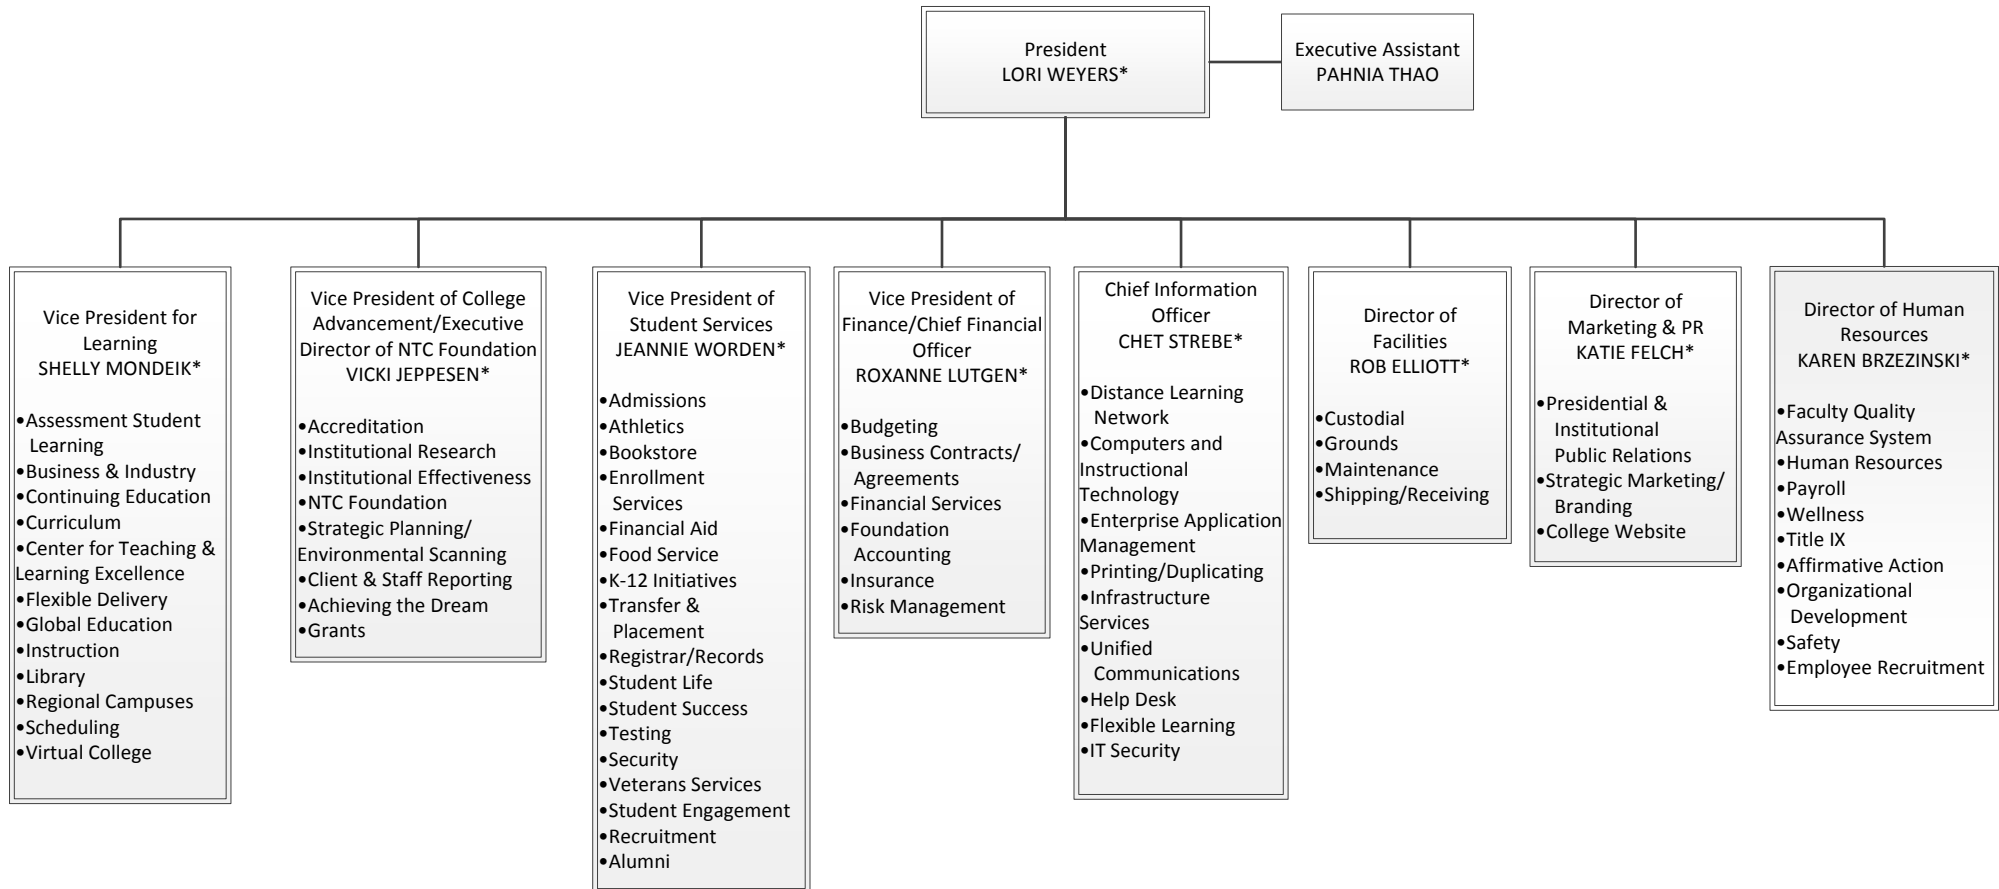 President
LORI WEYERS*
Executive Assistant
PAHNIA THAO
Vice President for
Learning
SHELLY MONDEIK*
•Assessment Student
Learning
•Business & Industry
•Continuing Education
•Curriculum
•Center for Teaching &
Learning Excellence
•Flexible Delivery
•Global Education
•Instruction
•Library
•Regional Campuses
•Scheduling
•Virtual College
Vice President of College
Advancement/Executive
Director of NTC Foundation
VICKI JEPPESEN*
•Accreditation
•Institutional Research
•Institutional Effectiveness
•NTC Foundation
•Strategic Planning/
Environmental Scanning
•Client & Staff Reporting
•Achieving the Dream
•Grants
Vice President of
Student Services
JEANNIE WORDEN*
•Admissions
•Athletics
•Bookstore
•Enrollment
Services
•Financial Aid
•Food Service
•K-12 Initiatives
•Transfer &
Placement
•Registrar/Records
•Student Life
•Student Success
•Testing
•Security
•Veterans Services
•Student Engagement
•Recruitment
•Alumni
Vice President of
Finance/Chief Financial
Officer
ROXANNE LUTGEN*
•Budgeting
•Business Contracts/
Agreements
•Financial Services
•Foundation
Accounting
•Insurance
•Risk Management
Chief Information
Officer
CHET STREBE*
•Distance Learning
Network
•Computers and
Instructional
Technology
•Enterprise Application
Management
•Printing/Duplicating
•Infrastructure
Services
•Unified
Communications
•Help Desk
•Flexible Learning
•IT Security
Director of
Facilities
ROB ELLIOTT*
•Custodial
•Grounds
•Maintenance
•Shipping/Receiving
Director of
Marketing & PR
KATIE FELCH*
•Presidential &
Institutional
Public Relations
•Strategic Marketing/
Branding
•College Website
Director of Human
Resources
KAREN BRZEZINSKI*
•Faculty Quality
Assurance System
•Human Resources
•Payroll
•Wellness
•Title IX
•Affirmative Action
•Organizational
Development
•Safety
•Employee Recruitment